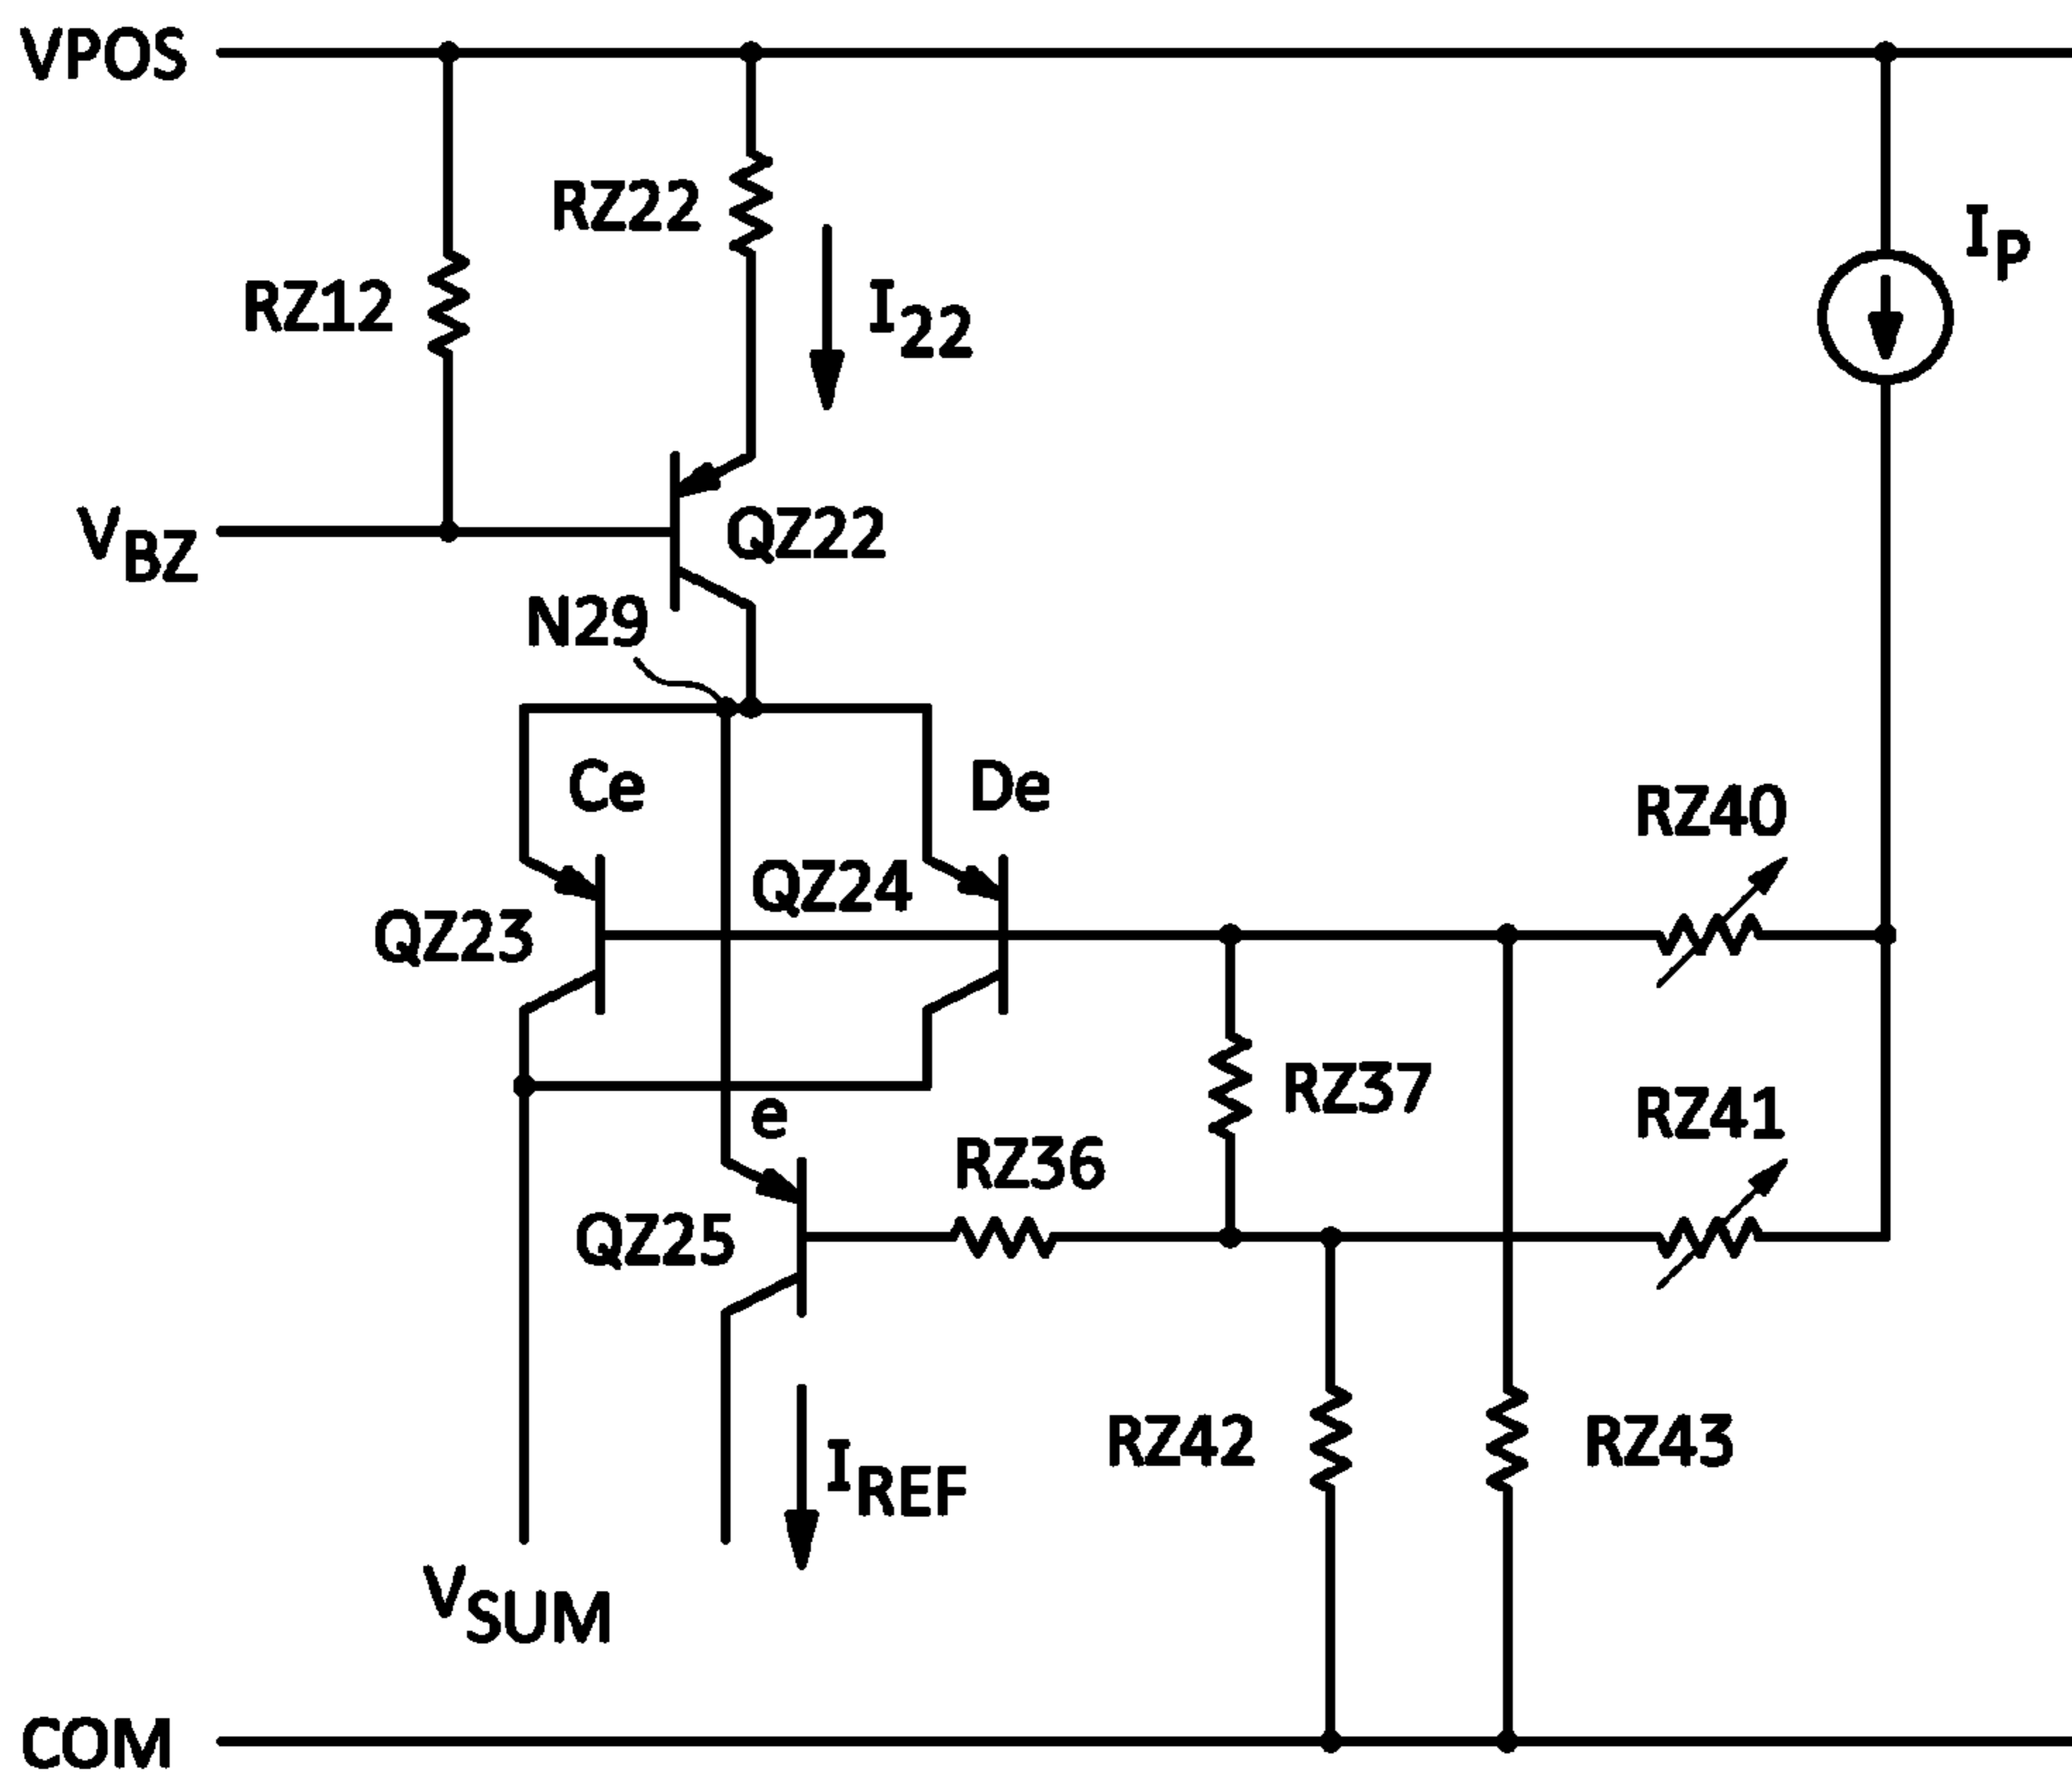 VPOS
RZ22
IP
RZ12
I22
VBZ
QZ22
N29
Ce
De
RZ40
QZ24
QZ23
RZ37
RZ41
e
RZ36
QZ25
RZ42
RZ43
IREF
VSUM
COM